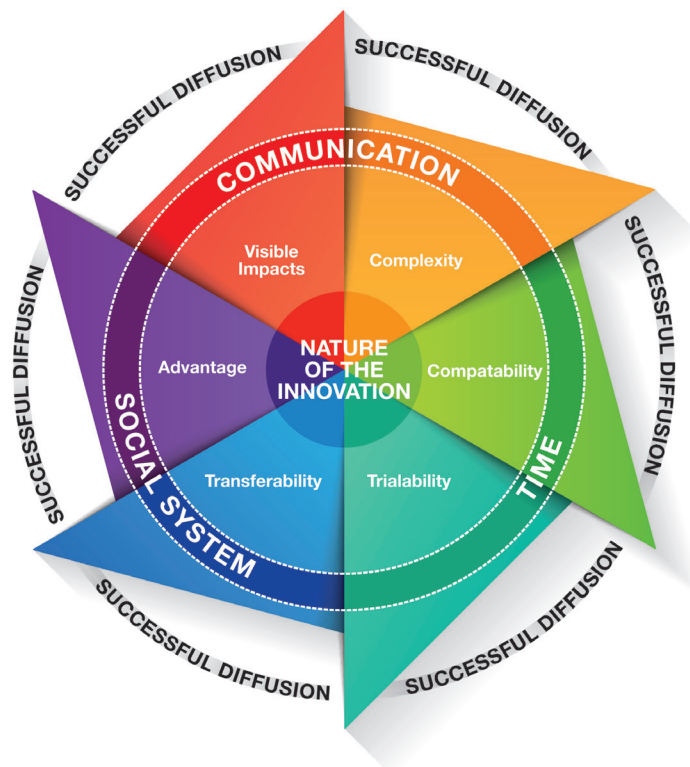 SUCCESSFUL DIFFUSION
SUCCESSFUL DIFFUSION
COMMUNICATION
Visible
Impacts
Complexity
SUCCESSFUL DIFFUSION
SUCCESSFUL DIFFUSION
Advantage
NATURE
OF THE
INNOVATION
Compatability
SOCIAL SYSTEM
TIME
Transferability
Trialability
SUCCESSFUL DIFFUSION
SUCCESSFUL DIFFUSION